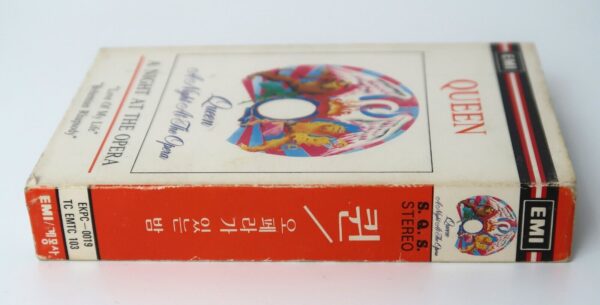 EMI
QUEEN
Queen
A Night At The Opera
A NIGHT AT THE OPERA
"Love of My Life"
"Bohemian Rhapsody"
EMI
Queen
A Night At The Opera
S. Q. S.
STEREO
퀸/
오페라가 있는 밤
EKPC-0018
TC EMTC 103
EMI/계몽사